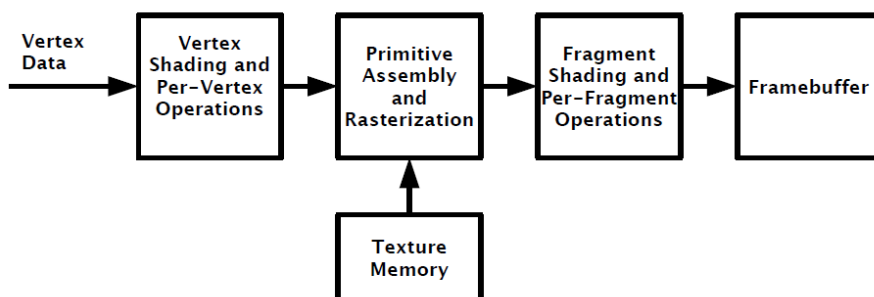 Vertex
Data
Vertex
Shading and
Per-Vertex
Operations
Primitive
Assembly
and
Rasterization
Fragment
Shading and
Per-Fragment
Operations
Framebuffer
Texture
Memory